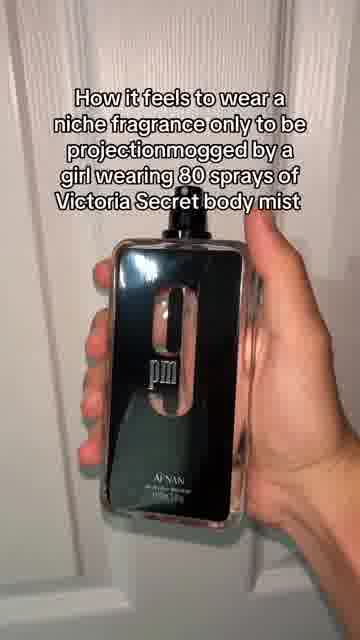 How it feels to wear a
niche fragrance only to be
projectionmogged by a
girl wearing 80 sprays of
Victoria Secret body mist
9
pm
AFNAN